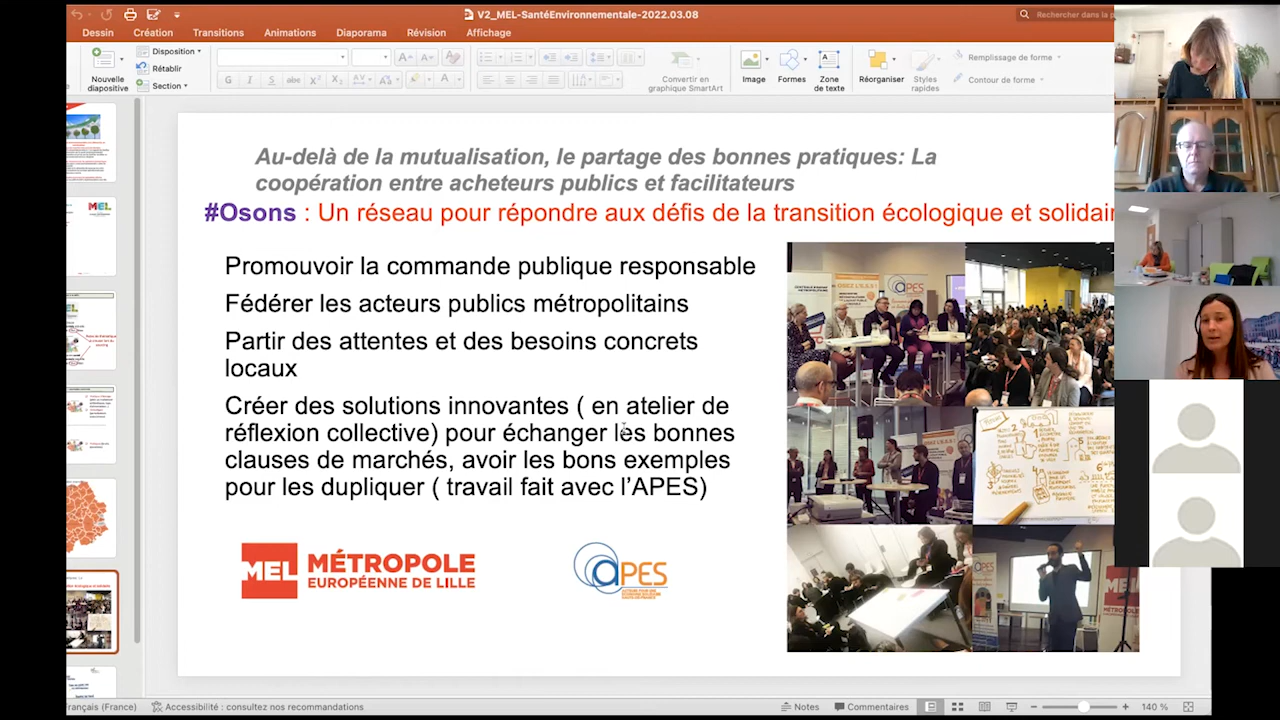 V2_MEL-SantéEnvironnementale-2022.03.08
Rechercher dans la p
Dessin
Création
Transitions
Animations
Diaporama
Révision
Affichage
Nouvelle
diapositive
Disposition
Rétablir
Section
G I S abc X² X₂
Convertir en
graphique SmartArt
Image
Formes
Zone
de texte
Réorganiser
Styles
rapides
Remplissage de forme
Contour de forme
Au-delà de la mutualisation, le partage des bonnes pratiques: La
coopération entre acheteurs publics et facilitateurs
#Osons : Un réseau pour répondre aux défis de la transition écologique et solidai
Promouvoir la commande publique responsable
Fédérer les acteurs publics métropolitains
Partir des attentes et des besoins concrets
locaux
Créer des solutions innovantes ( en atelier de
réflexion collective) pour échanger les bonnes
clauses de marchés, avoir les bons exemples
pour les dupliquer ( travail fait avec l'APES)
MEL MÉTROPOLE
EUROPÉENNE DE LILLE
APES
APES
MEL
rançais (France)
Accessibilité : consultez nos recommandations
Notes
Commentaires
140 %